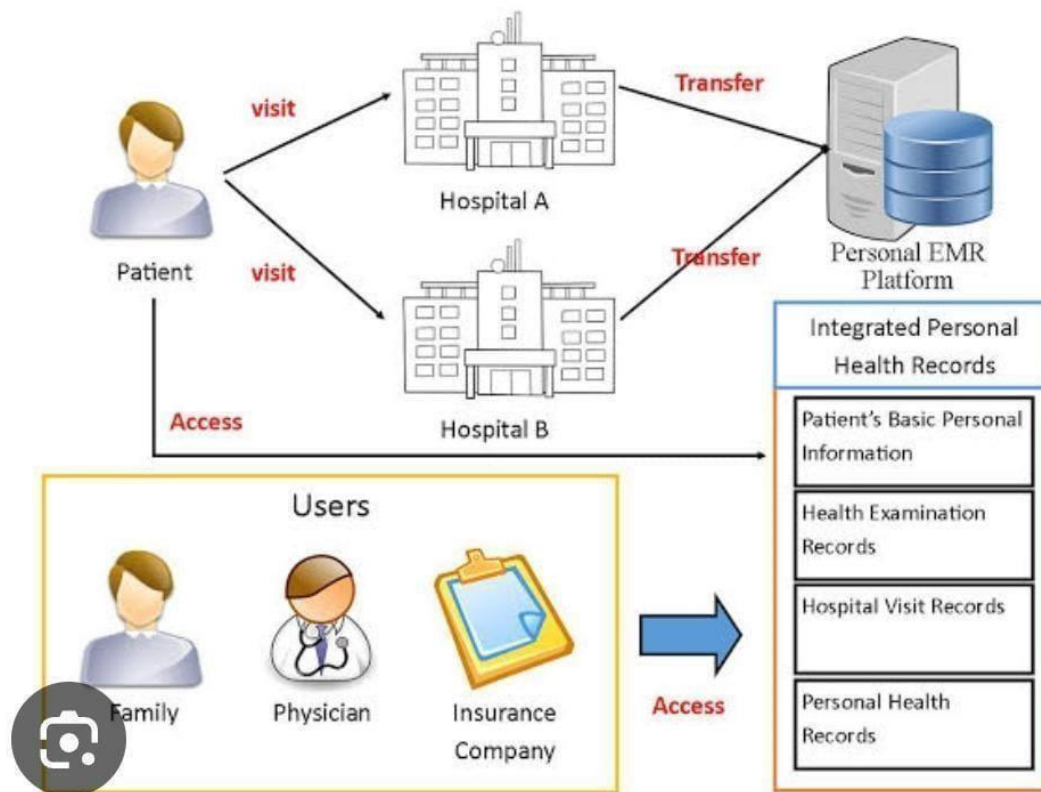 visit
Transfer
Hospital A
Patient
visit
Transfer
Personal EMR
Platform
Hospital B
Access
Integrated Personal
Health Records
Patient's Basic Personal
Information
Health Examination
Records
Hospital Visit Records
Personal Health
Records
Users
Family
Physician
Insurance
Company
Access